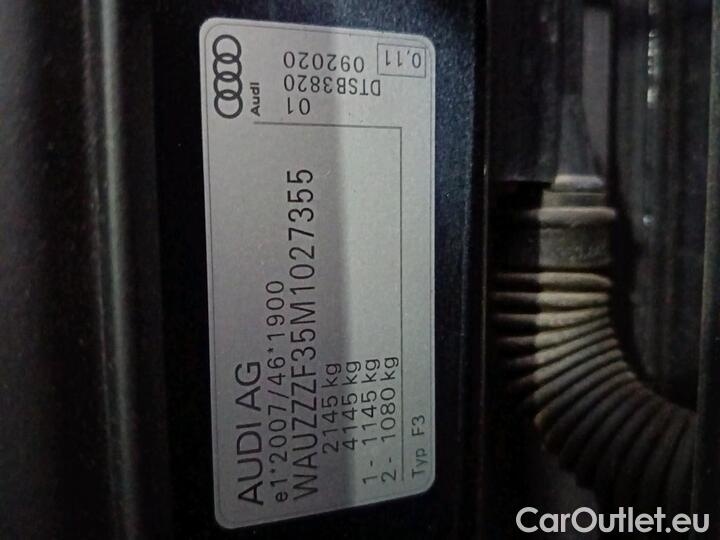 AUDI AG
e1*2007/46*1900
WAUZZZF35M1027355
2145 kg
4145 kg
1 - 1145 kg
2 - 1080 kg
Typ F3
Audi
01
DTSB3820
092020
0,11
CarOutlet.eu